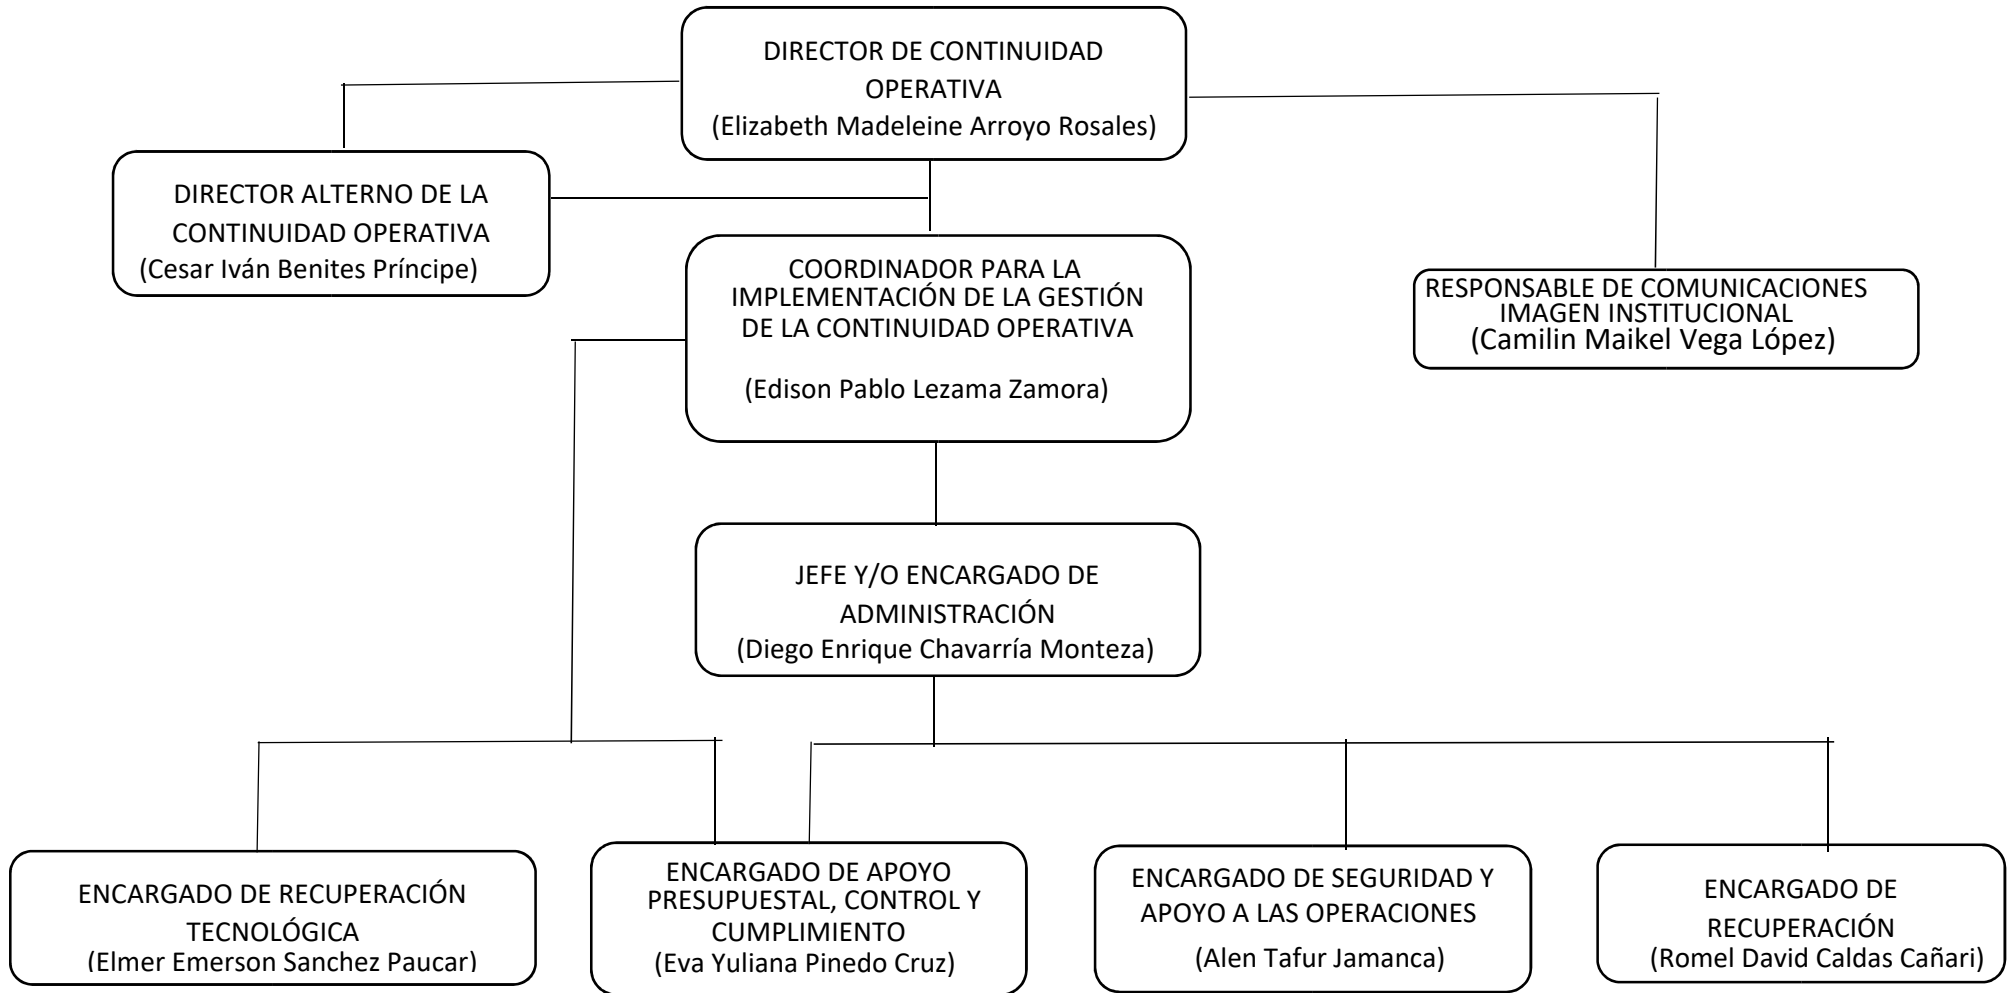 DIRECTOR DE CONTINUIDAD
OPERATIVA
(Elizabeth Madeleine Arroyo Rosales)
DIRECTOR ALTERNO DE LA
CONTINUIDAD OPERATIVA
(Cesar Iván Benites Príncipe)
COORDINADOR PARA LA
IMPLEMENTACIÓN DE LA GESTIÓN
DE LA CONTINUIDAD OPERATIVA
(Edison Pablo Lezama Zamora)
RESPONSABLE DE COMUNICACIONES
IMAGEN INSTITUCIONAL
(Camilin Maikel Vega López)
JEFE Y/O ENCARGADO DE
ADMINISTRACIÓN
(Diego Enrique Chavarría Monteza)
ENCARGADO DE RECUPERACIÓN
TECNOLÓGICA
(Elmer Emerson Sanchez Paucar)
ENCARGADO DE APOYO
PRESUPUESTAL, CONTROL Y
CUMPLIMIENTO
(Eva Yuliana Pinedo Cruz)
ENCARGADO DE SEGURIDAD Y
APOYO A LAS OPERACIONES
(Alen Tafur Jamanca)
ENCARGADO DE
RECUPERACIÓN
(Romel David Caldas Cañari)